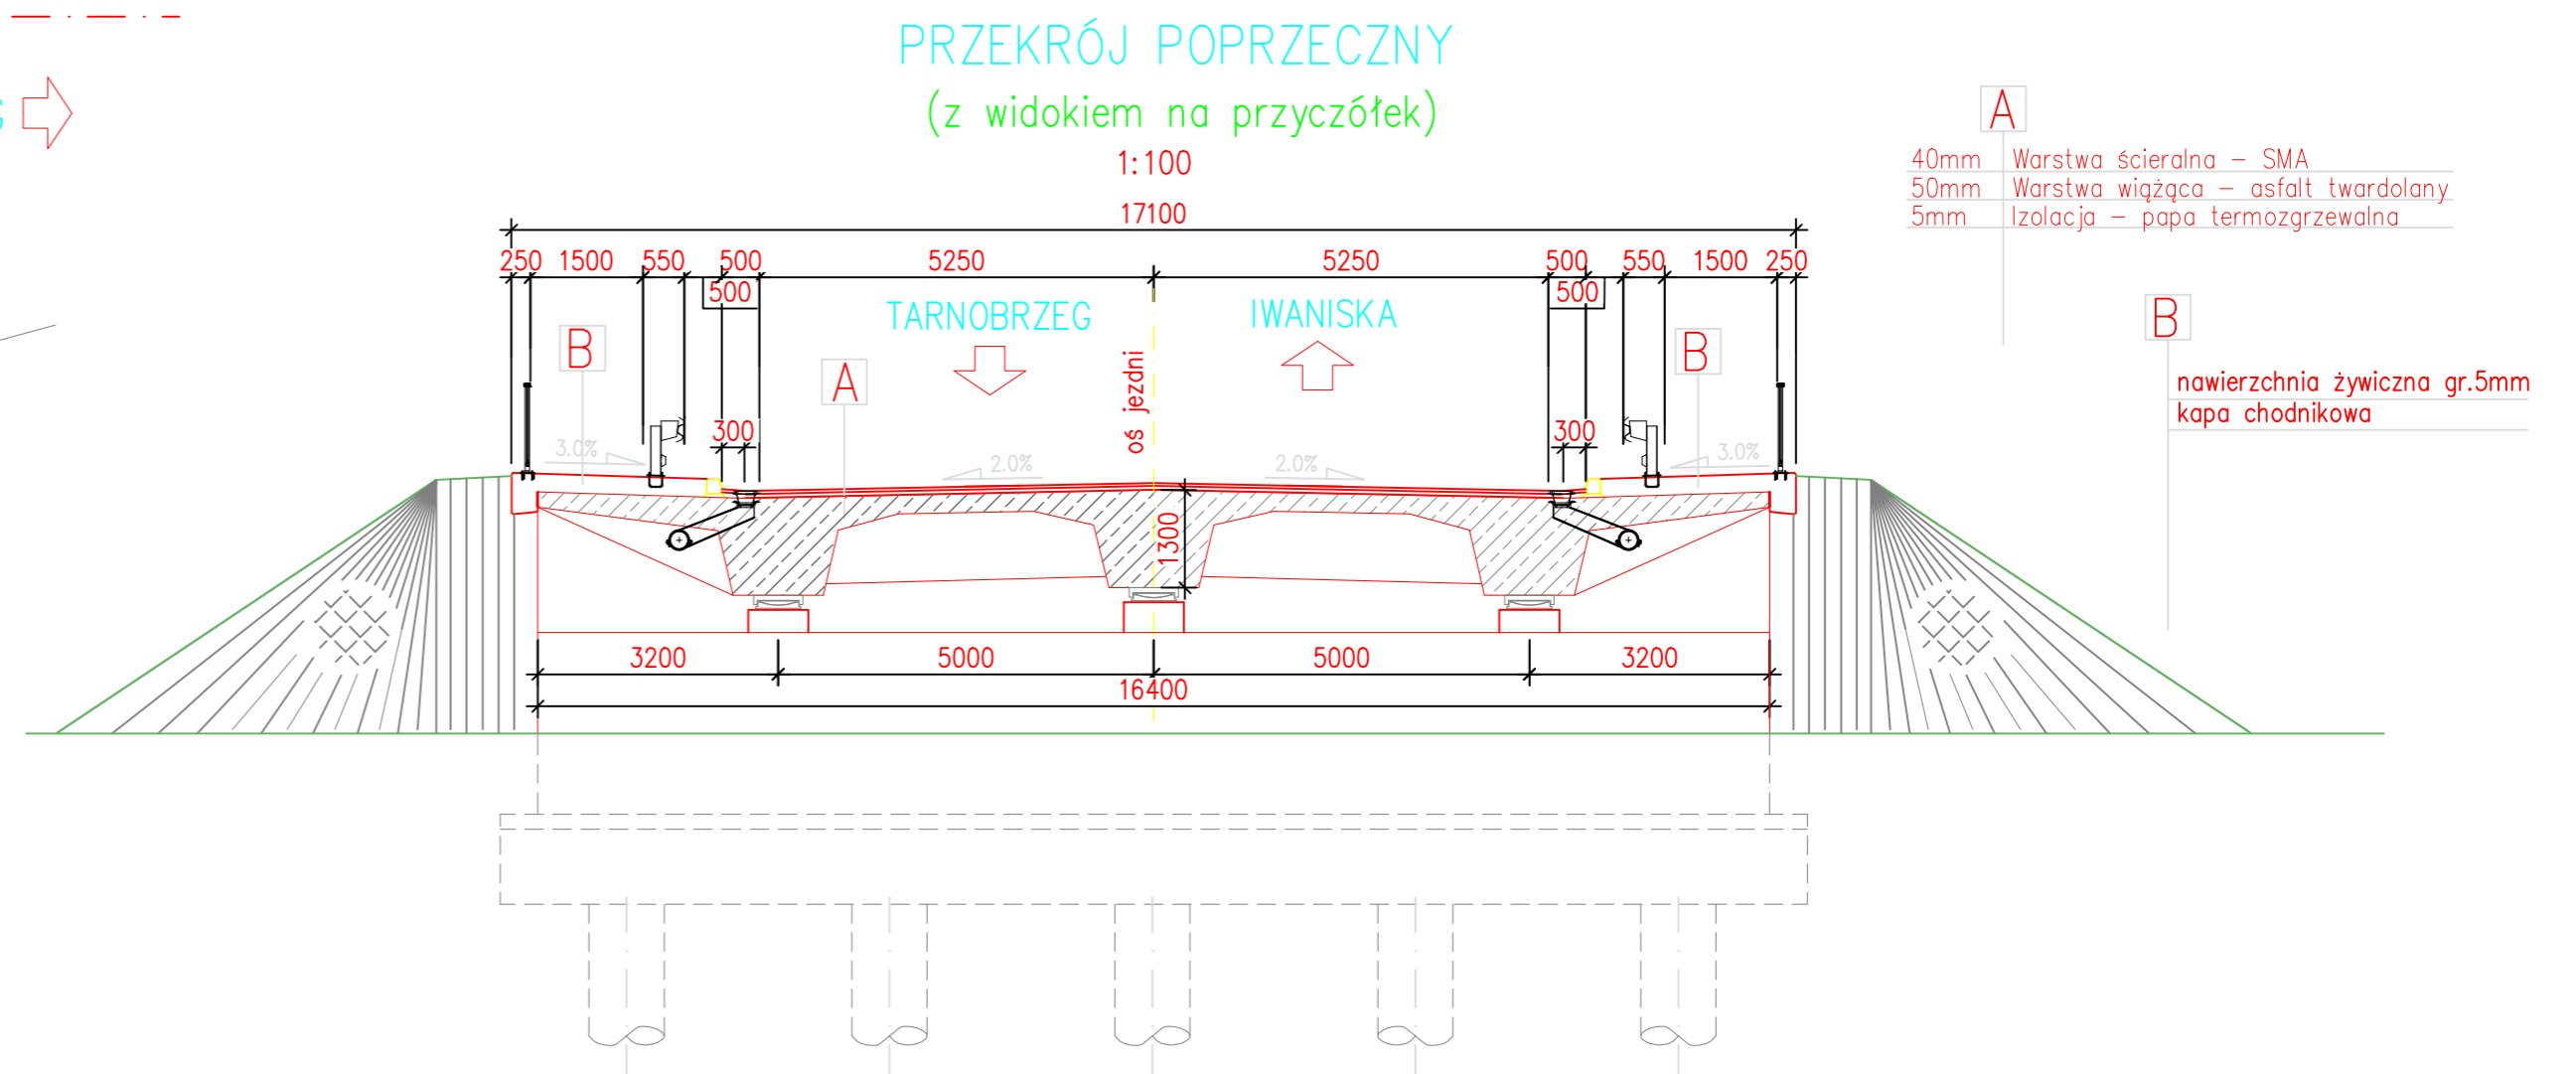 PRZEKRÓJ POPRZECZNY
(z widokiem na przyczółek)
1:100
17100
250 1500 550 500 5250 5250 500 550 1500 250
500 500
TARNOBRZEG IWANISKA
B A oś jezdni B
300 300
3.0% 2.0% 2.0% 3.0%
1300
3200 5000 5000 3200
16400
A
40mm Warstwa ścieralna – SMA
50mm Warstwa wiążąca – asfalt twardolany
5mm Izolacja – papa termozgrzewalna
B
nawierzchnia żywiczna gr.5mm
kapa chodnikowa